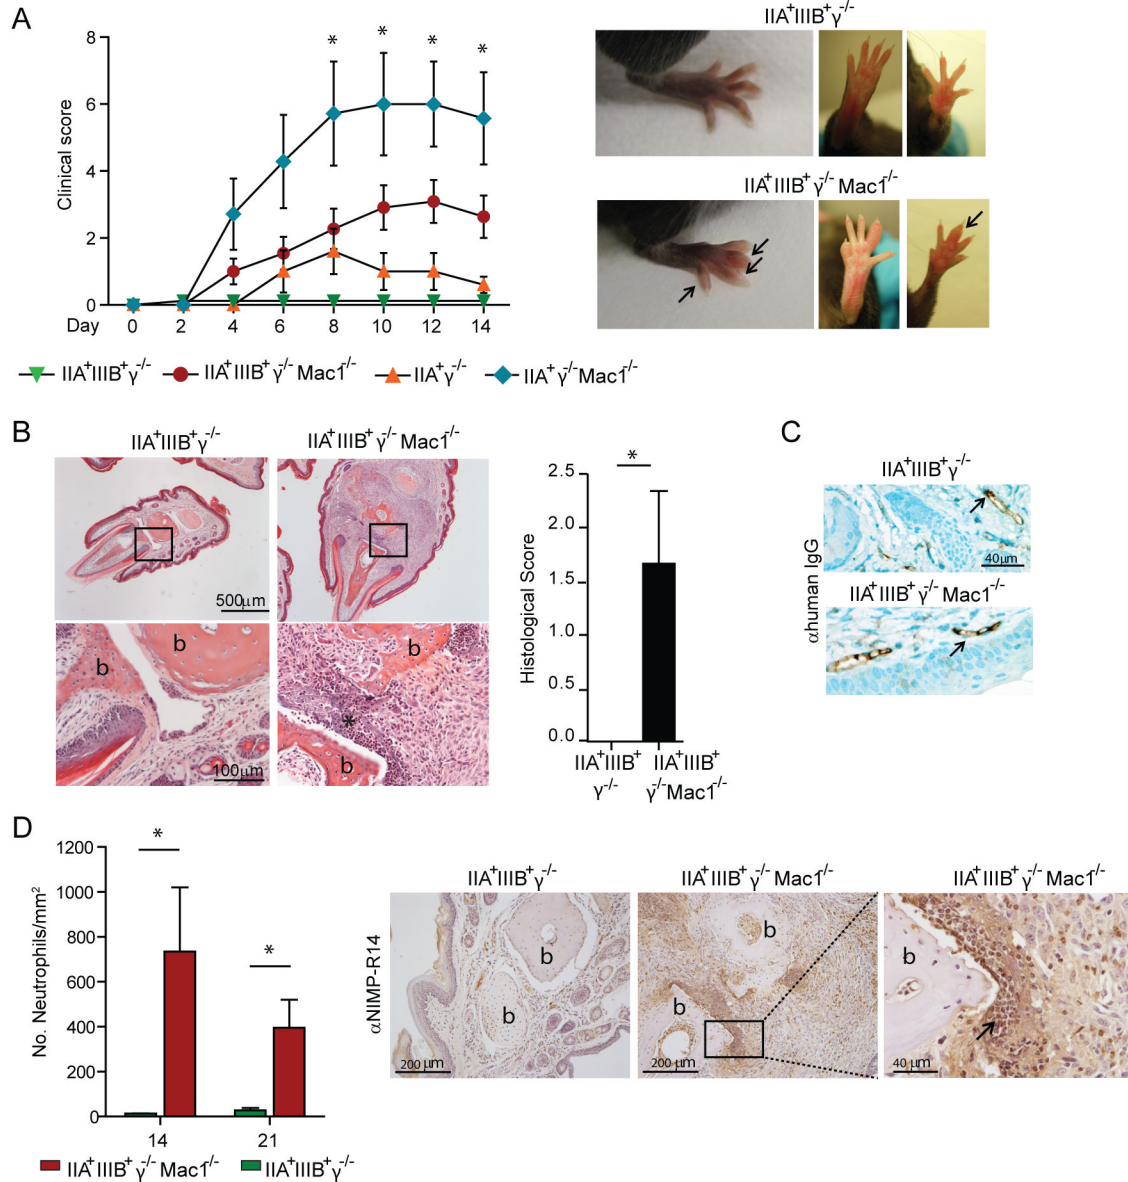 A
IIA⁺IIIB⁺γ⁻/⁻
8
6
4
2
0
Clinical score
* * * *
Day 0 2 4 6 8 10 12 14
IIA⁺IIIB⁺γ⁻/⁻ Mac1⁻/⁻
IIA⁺IIIB⁺γ⁻/⁻ IIA⁺IIIB⁺γ⁻/⁻ Mac1⁻/⁻ IIA⁺γ⁻/⁻ IIA⁺γ⁻/⁻Mac1⁻/⁻
B
IIA⁺IIIB⁺γ⁻/⁻ IIA⁺IIIB⁺γ⁻/⁻ Mac1⁻/⁻
500μm
b b
100μm
b
*
b
Histological Score
2.5
2.0
1.5
1.0
0.5
0.0
*
IIA⁺IIIB⁺ IIA⁺IIIB⁺
γ⁻/⁻ γ⁻/⁻Mac1⁻/⁻
C
IIA⁺IIIB⁺γ⁻/⁻
αhuman IgG
40μm
IIA⁺IIIB⁺γ⁻/⁻ Mac1⁻/⁻
D
No. Neutrophils/mm²
1200
1000
800
600
400
200
0
* *
14 21
IIA⁺IIIB⁺γ⁻/⁻ Mac1⁻/⁻ IIA⁺IIIB⁺γ⁻/⁻
IIA⁺IIIB⁺γ⁻/⁻ IIA⁺IIIB⁺γ⁻/⁻ Mac1⁻/⁻ IIA⁺IIIB⁺γ⁻/⁻ Mac1⁻/⁻
αNIMP-R14
b
b
200 μm
b
b
200 μm
b
40 μm